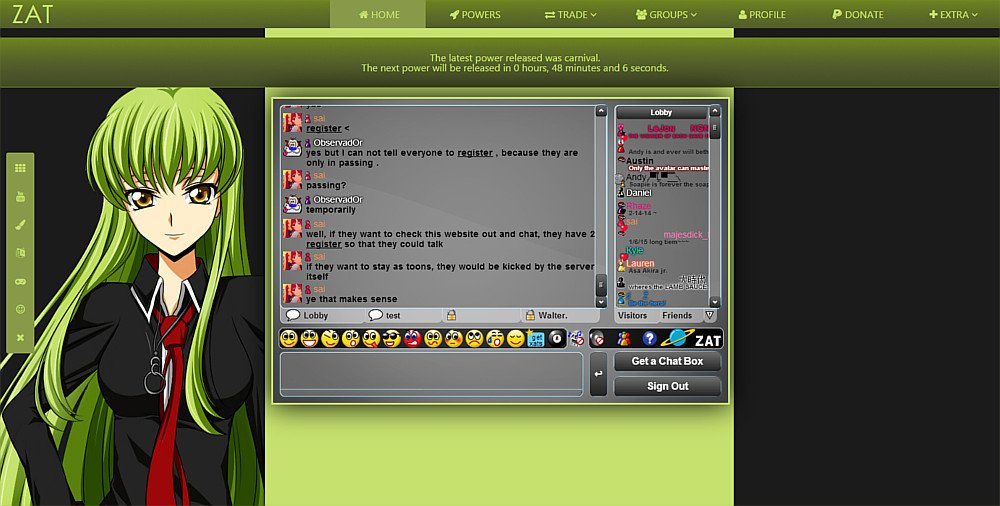 ZAT
HOME
POWERS
TRADE
GROUPS
PROFILE
DONATE
EXTRA
The latest power released was carnival.
The next power will be released in 0 hours, 48 minutes and 6 seconds.
sai
register <
ObservadOr
yes but I can not tell everyone to register , because they are
only in passing .
sai
passing?
ObservadOr
temporarily
sai
well, if they want to check this website out and chat, they have 2
register so that they could talk
sai
if they want to stay as toons, they would be kicked by the server
itself
sai
ye that makes sense
Lobby
test
Walter.
Lobby
Andy is and ever will beth
Austin
Only the avatar can maste
Andy
Soapie is forever the soap
Daniel
Rhaze
2-14-14 ~
sai
majesdick_
1/6/15 long bem~~~
Kyle
Lauren
Asa Akira jr.
wheres the LAMB SAUCE
Visitors
Friends
get
xats
ZAT
Get a Chat Box
Sign Out